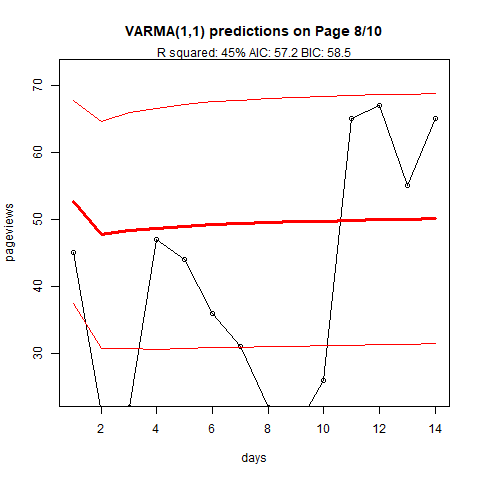 VARMA(1,1) predictions on Page 8/10
R squared: 45% AIC: 57.2 BIC: 58.5
70
60
50
40
30
pageviews
2 4 6 8 10 12 14
days